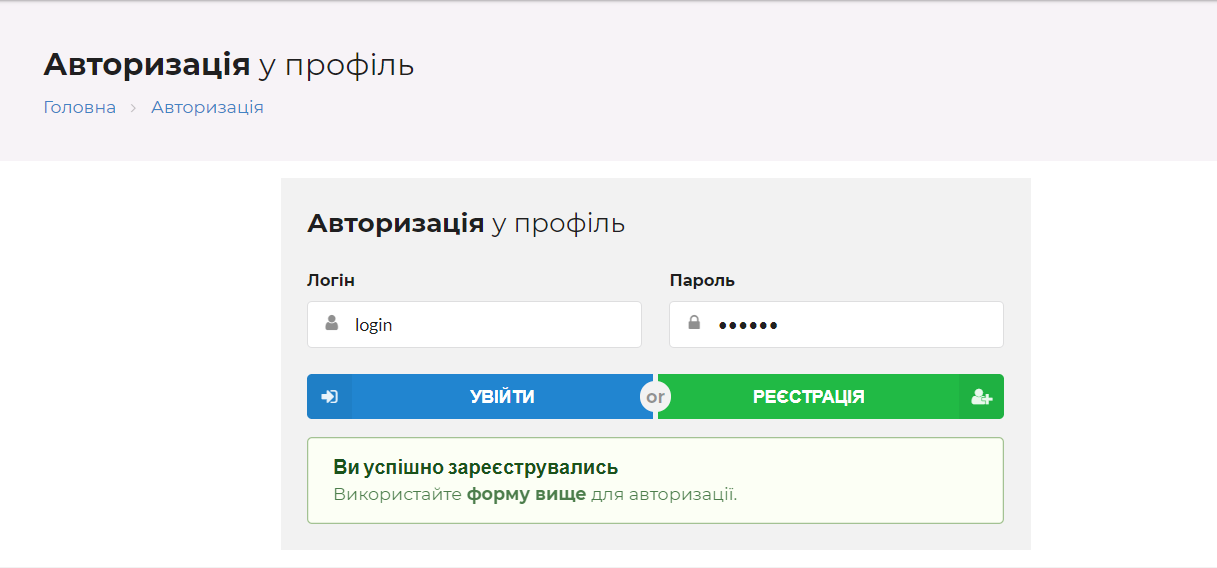 Авторизація у профіль
Головна › Авторизація
Авторизація у профіль
Логін Пароль
login ••••••
УВІЙТИ or РЕЄСТРАЦІЯ
Ви успішно зареєструвались
Використайте форму вище для авторизації.